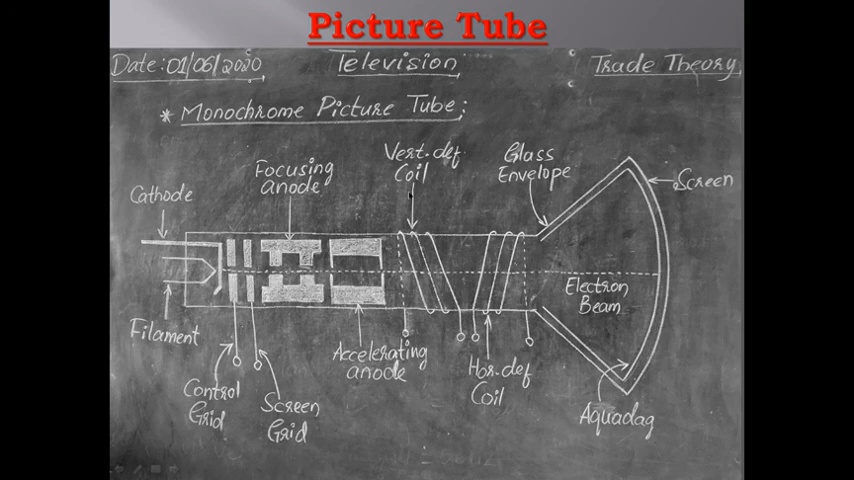 Picture Tube
Date: 01/06/2020
Television
Trade Theory
* Monochrome Picture Tube:
Vert. def
Coil
Glass
Envelope
Focusing
anode
Screen
Cathode
Electron
Beam
Filament
Accelerating
anode
Hor. def
Coil
Control
Grid
Screen
Grid
Aquadag